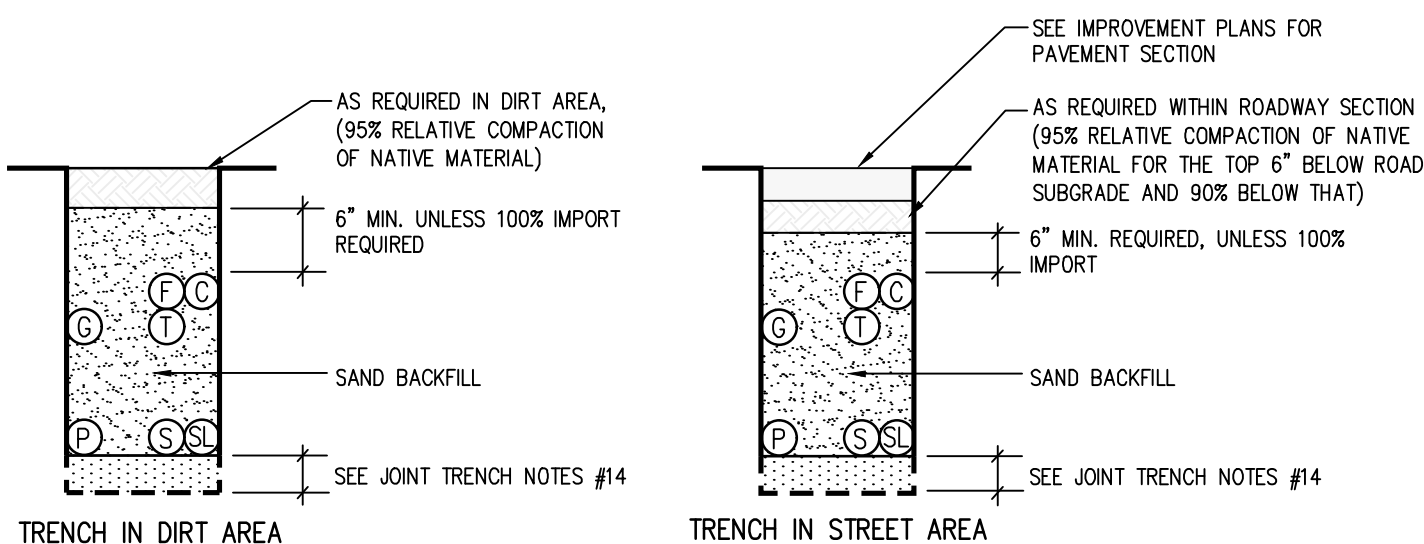 AS REQUIRED IN DIRT AREA,
(95% RELATIVE COMPACTION
OF NATIVE MATERIAL)
6” MIN. UNLESS 100% IMPORT
REQUIRED
F C
G T
SAND BACKFILL
P S SL
SEE JOINT TRENCH NOTES #14
TRENCH IN DIRT AREA
SEE IMPROVEMENT PLANS FOR
PAVEMENT SECTION
AS REQUIRED WITHIN ROADWAY SECTION
(95% RELATIVE COMPACTION OF NATIVE
MATERIAL FOR THE TOP 6” BELOW ROAD
SUBGRADE AND 90% BELOW THAT)
6” MIN. REQUIRED, UNLESS 100%
IMPORT
F C
G T
SAND BACKFILL
P S SL
SEE JOINT TRENCH NOTES #14
TRENCH IN STREET AREA